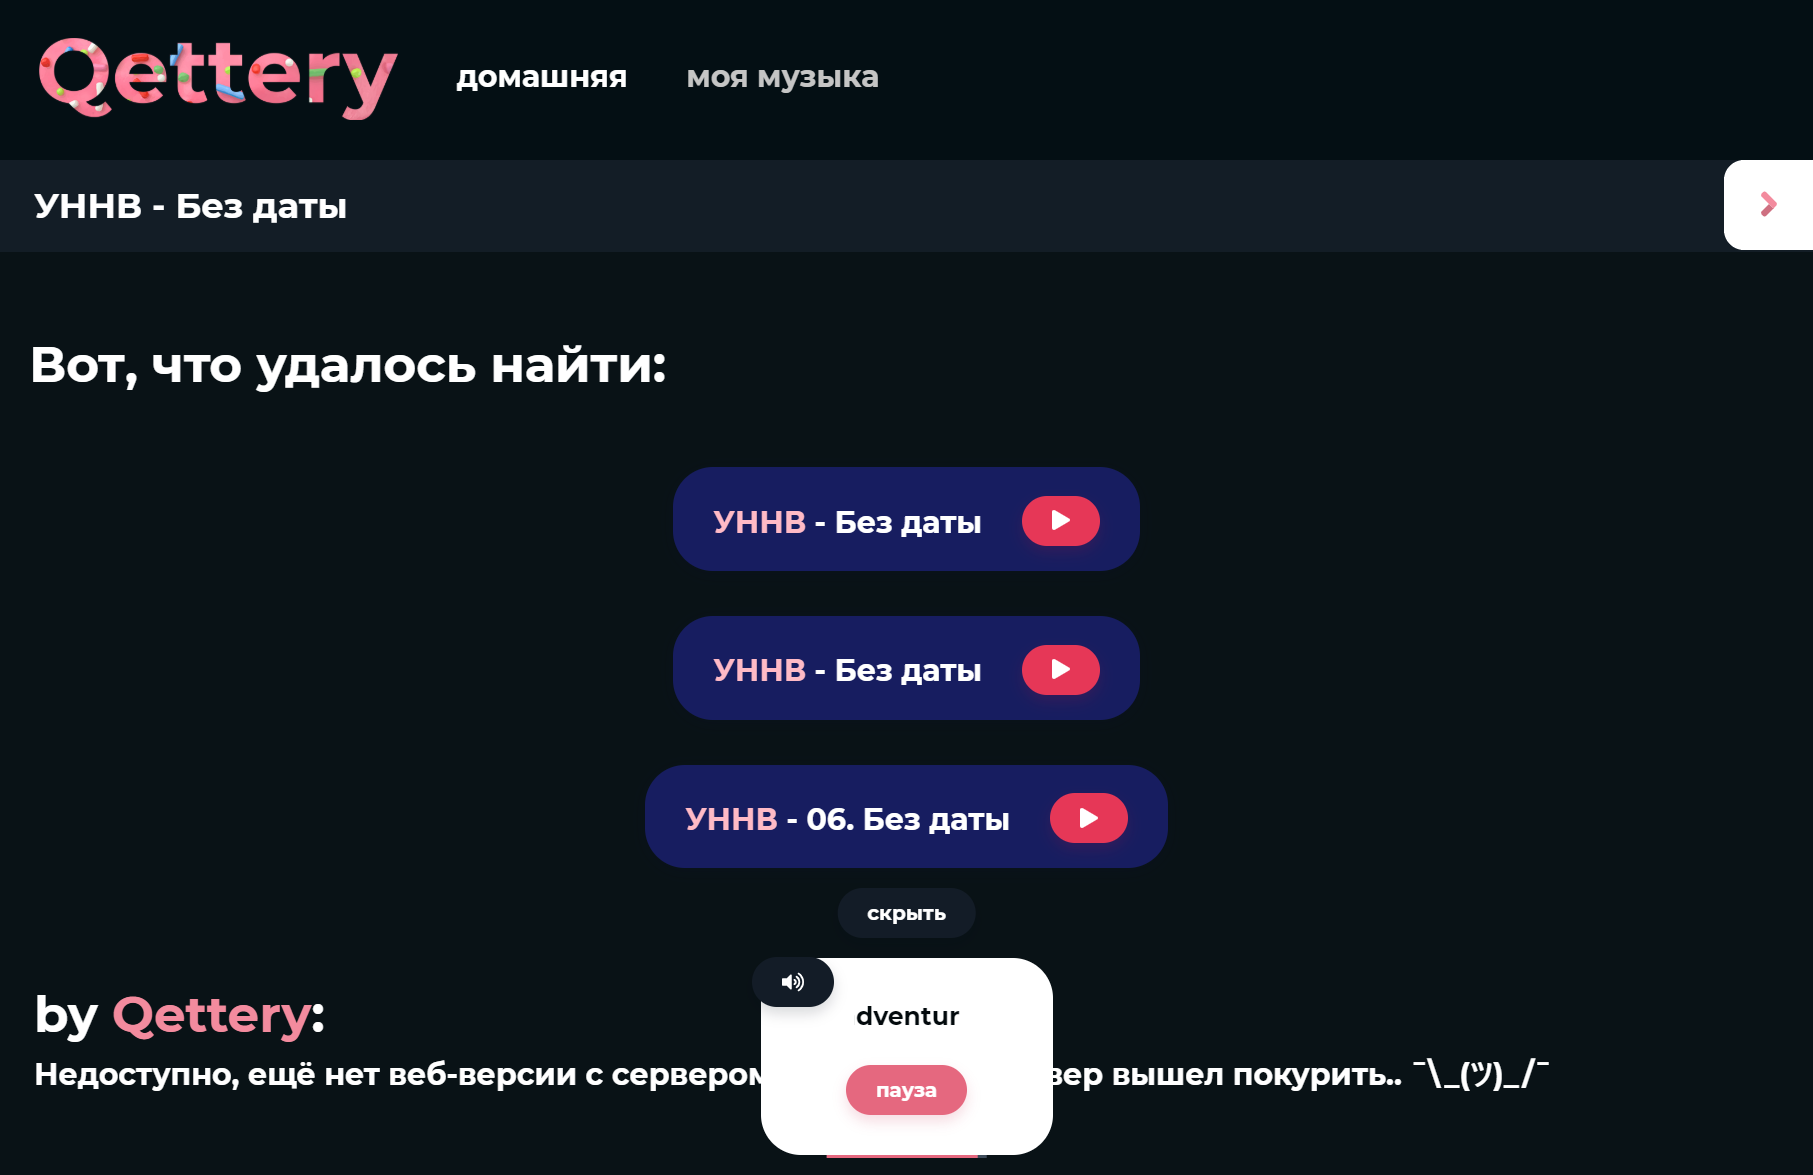 Qettery домашняя моя музыка
УННВ - Без даты
Вот, что удалось найти:
УННВ - Без даты
УННВ - Без даты
УННВ - 06. Без даты
скрыть
by Qettery:
dventur
Недоступно, ещё нет веб-версии с сервером вер вышел покурить.. ¯\_(ツ)_/¯
пауза